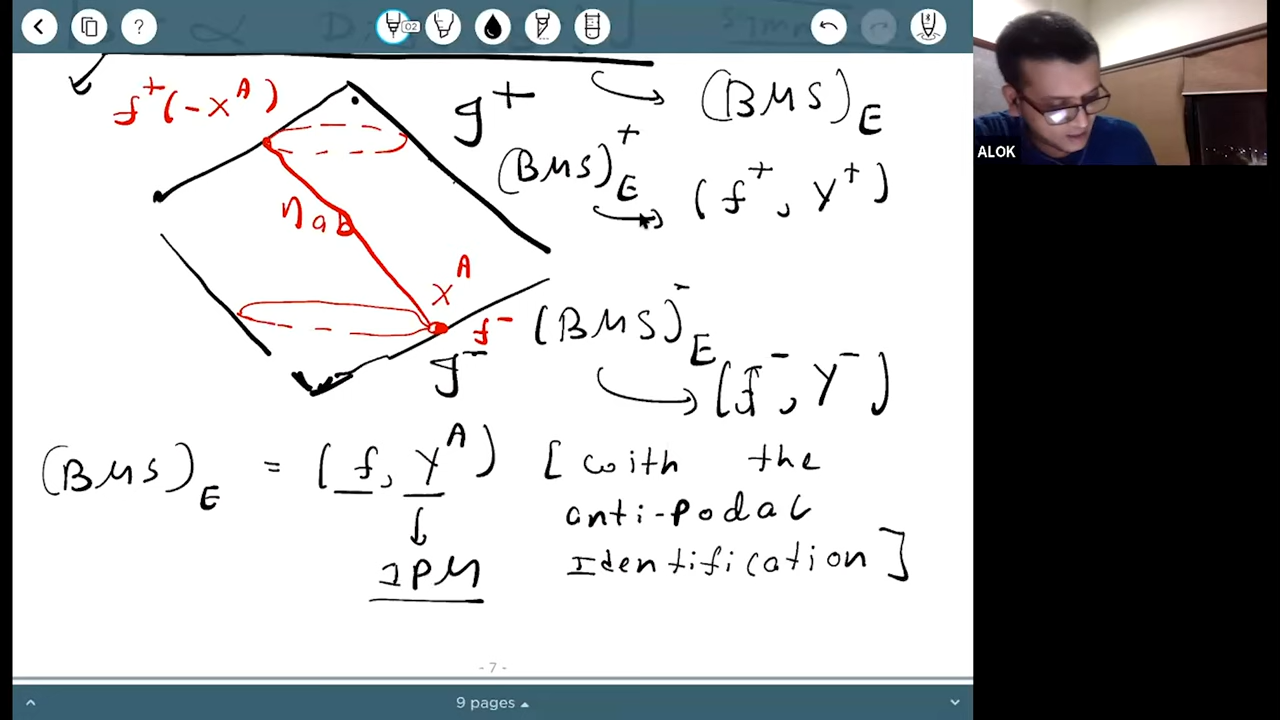 02
ALOK
f⁺(-x^A)
g⁺
(BMS)_E
(BMS)⁺_E
(f⁺, Y⁺)
η_ab
x^A
f⁻
(BMS)⁻_E
g⁻
(f⁻, Y⁻)
(BMS)_E = (f, Y^A) [with the
anti-podal
Identification]
IPM
- 7 -
9 pages